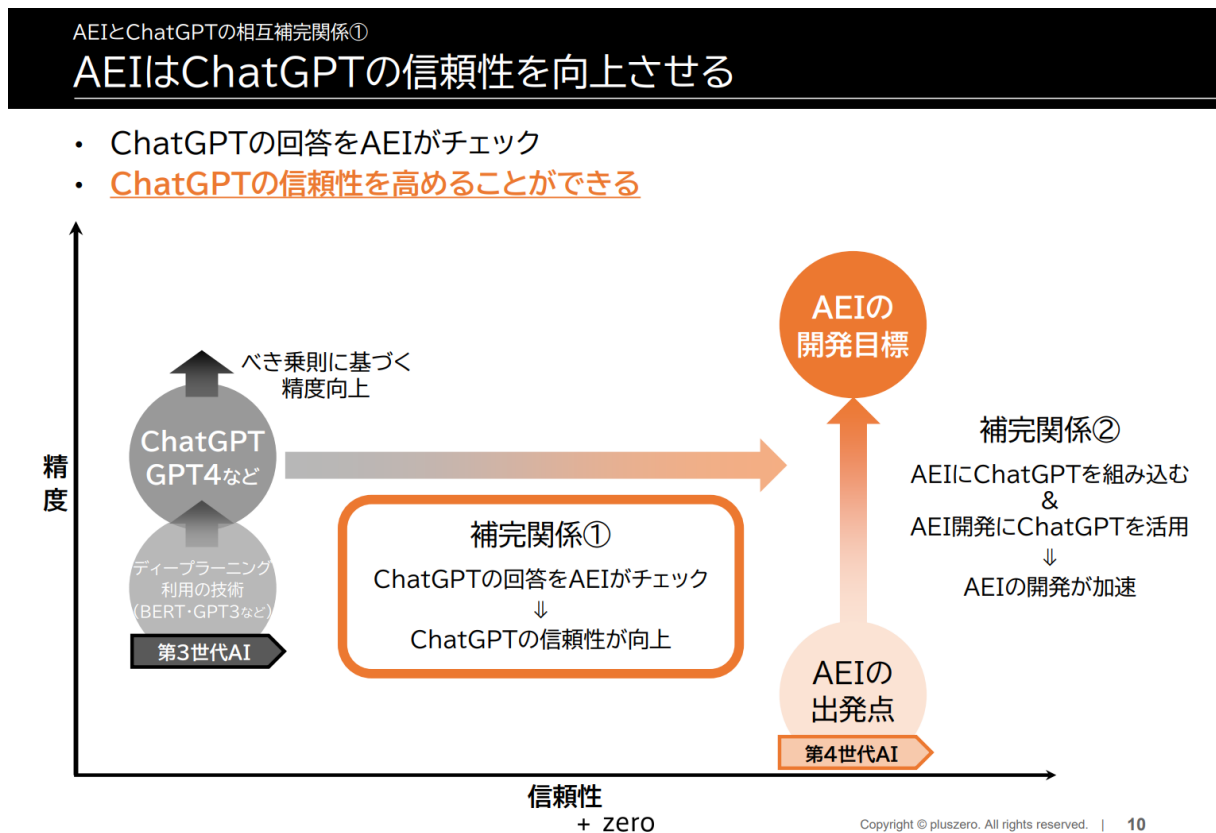 AEIとChatGPTの相互補完関係①
AEIはChatGPTの信頼性を向上させる
• ChatGPTの回答をAEIがチェック
• ChatGPTの信頼性を高めることができる
精
度
べき乗則に基づく
精度向上
ChatGPT
GPT4など
ディープラーニング
利用の技術
(BERT・GPT3など)
第3世代AI
補完関係①
ChatGPTの回答をAEIがチェック
⇓
ChatGPTの信頼性が向上
AEIの
開発目標
AEIの
出発点
第4世代AI
補完関係②
AEIにChatGPTを組み込む
&
AEI開発にChatGPTを活用
⇓
AEIの開発が加速
信頼性
+ zero
Copyright © pluszero. All rights reserved. | 10